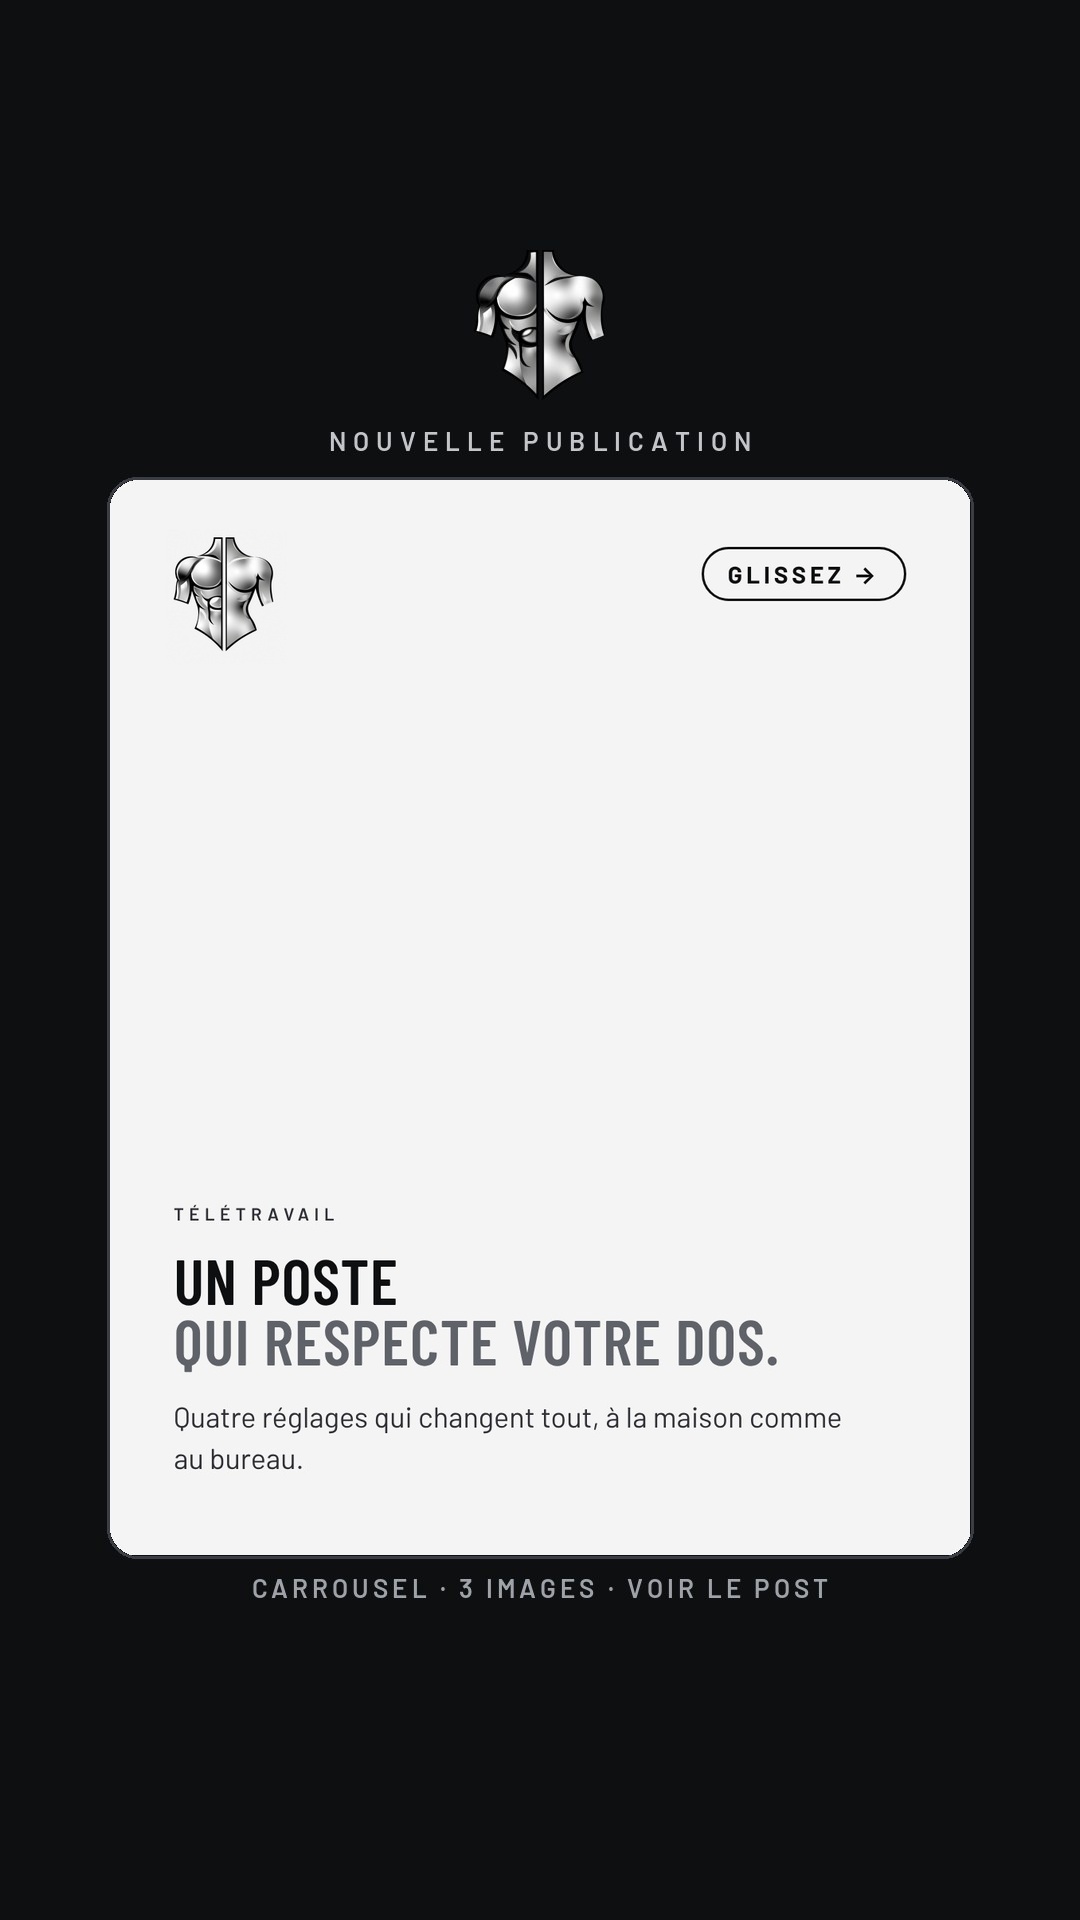 NOUVELLE PUBLICATION
GLISSEZ →
TÉLÉTRAVAIL
UN POSTE
QUI RESPECTE VOTRE DOS.
Quatre réglages qui changent tout, à la maison comme
au bureau.
CARROUSEL · 3 IMAGES · VOIR LE POST